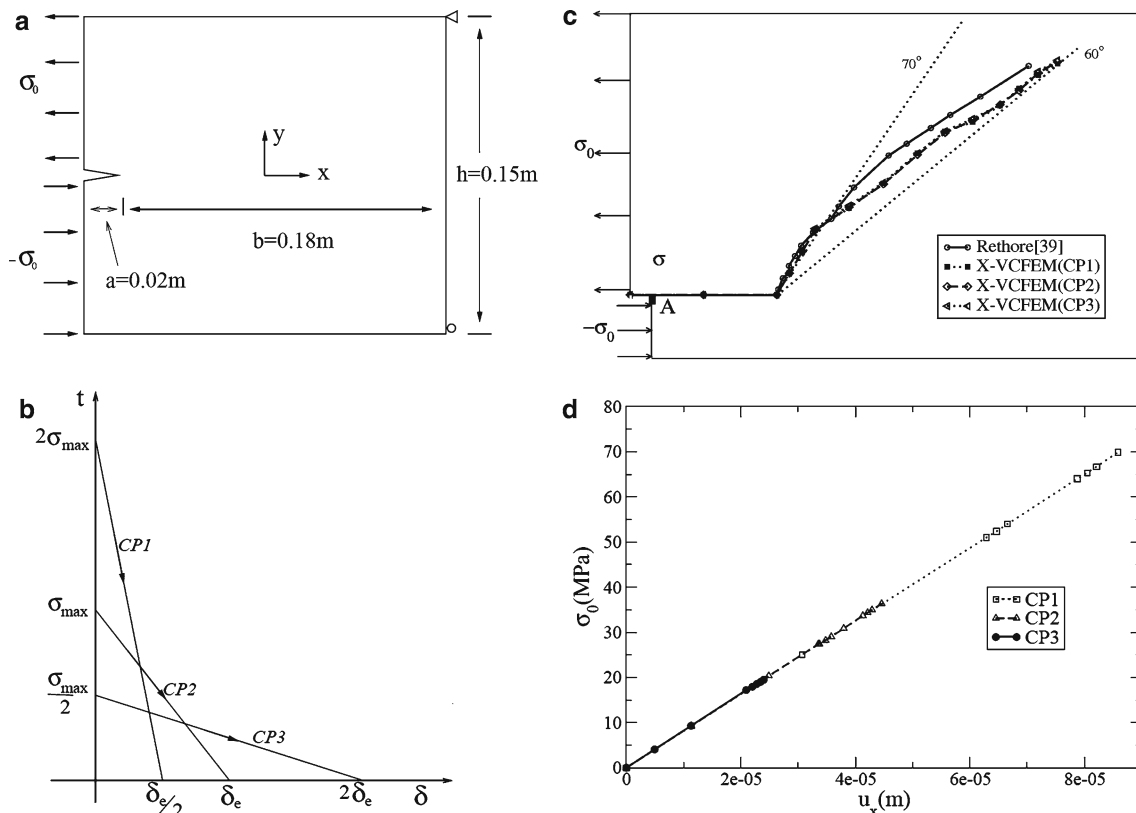 a
σ₀
y
x
h=0.15m
b=0.18m
-σ₀
a=0.02m
b
t
2σmax
CP1
σmax
CP2
σmax/2
CP3
δe/2
δe
2δe
δ
c
70°
60°
σ₀
σ
A
-σ₀
Rethore[39]
X-VCFEM(CP1)
X-VCFEM(CP2)
X-VCFEM(CP3)
d
80
70
60
50
40
30
20
10
0
σ₀(MPa)
CP1
CP2
CP3
0
2e-05
4e-05
6e-05
8e-05
uₓ(m)